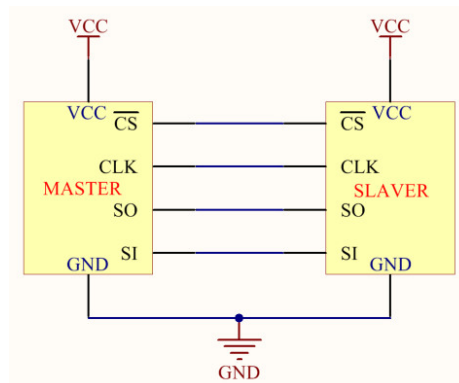 VCC VCC
VCC VCC
CS CS
CLK CLK
MASTER SLAVER
SO SO
SI SI
GND GND
GND